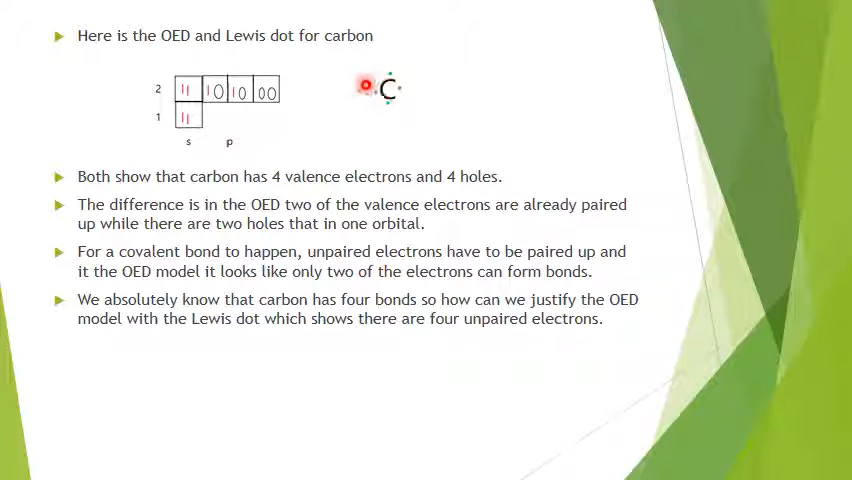 Here is the OED and Lewis dot for carbon
2 11 10 10 00
1 11
s p
C
Both show that carbon has 4 valence electrons and 4 holes.
The difference is in the OED two of the valence electrons are already paired
up while there are two holes that in one orbital.
For a covalent bond to happen, unpaired electrons have to be paired up and
it the OED model it looks like only two of the electrons can form bonds.
We absolutely know that carbon has four bonds so how can we justify the OED
model with the Lewis dot which shows there are four unpaired electrons.